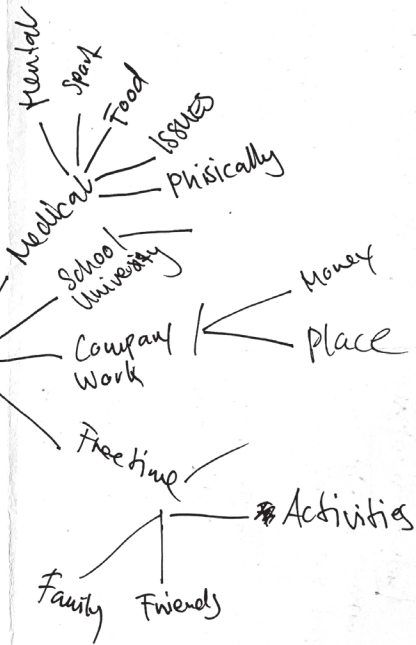 Mental
Sport
Food
Issues
Phisically
Medical
School
University
Money
Company
Work
Place
Freetime
Activities
Family
Friends